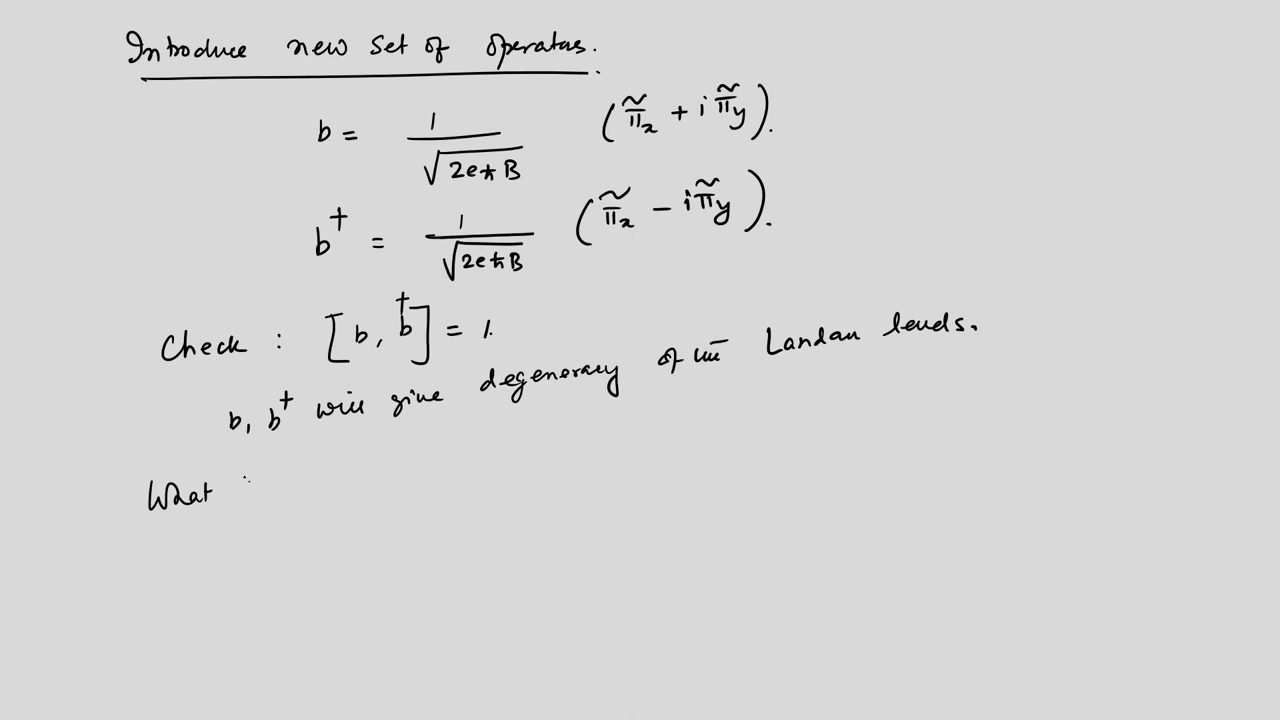 Introduce new set of operators.
b = 1/√(2eℏB) (π̃x + iπ̃y).
b† = 1/√(2eℏB) (π̃x − iπ̃y).
Check : [b, b†] = 1.
b, b† will give degeneracy of the Landau levels.
What